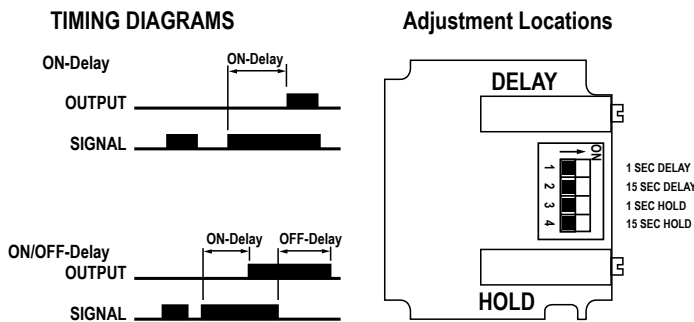 TIMING DIAGRAMS
ON-Delay
ON-Delay
OUTPUT
SIGNAL
ON-Delay
OFF-Delay
ON/OFF-Delay
OUTPUT
SIGNAL
Adjustment Locations
DELAY
ON
1
2
3
4
1 SEC DELAY
15 SEC DELAY
1 SEC HOLD
15 SEC HOLD
HOLD